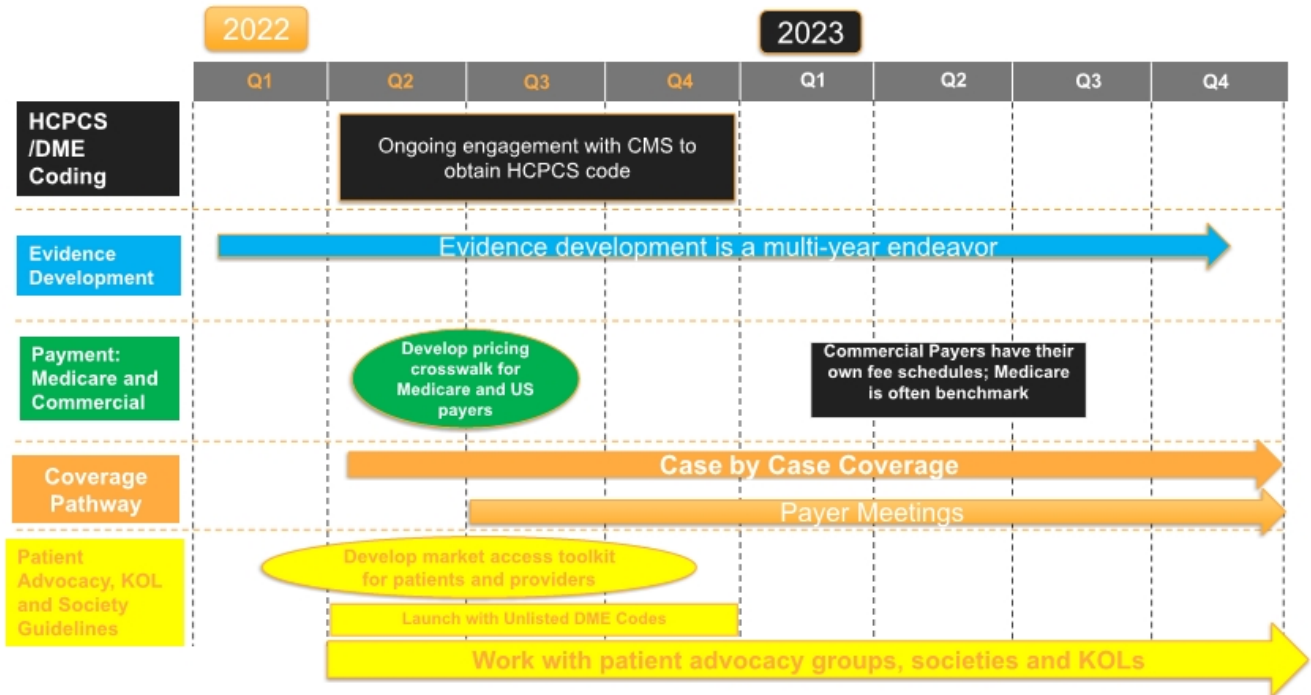 2022
2023
Q1
Q2
Q3
Q4
Q1
Q2
Q3
Q4
HCPCS
/DME
Coding
Ongoing engagement with CMS to
obtain HCPCS code
Evidence
Development
Evidence development is a multi-year endeavor
Payment:
Medicare and
Commercial
Develop pricing
crosswalk for
Medicare and US
payers
Commercial Payers have their
own fee schedules; Medicare
is often benchmark
Coverage
Pathway
Case by Case Coverage
Payer Meetings
Patient
Advocacy, KOL
and Society
Guidelines
Develop market access toolkit
for patients and providers
Launch with Unlisted DME Codes
Work with patient advocacy groups, societies and KOLs